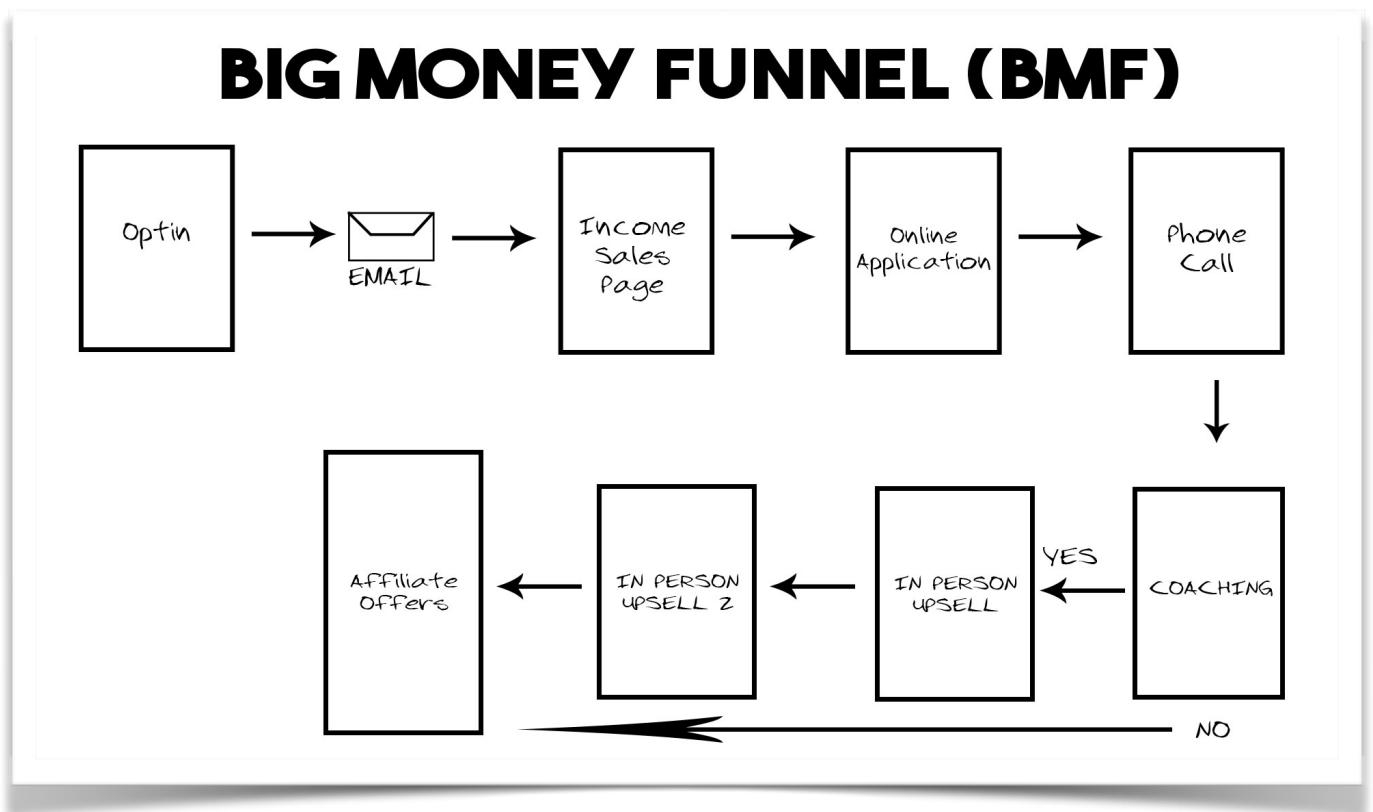 BIG MONEY FUNNEL (BMF)
Optin
EMAIL
Income
Sales
Page
Online
Application
Phone
Call
Affiliate
Offers
IN PERSON
UPSELL 2
IN PERSON
UPSELL
YES
COACHING
NO